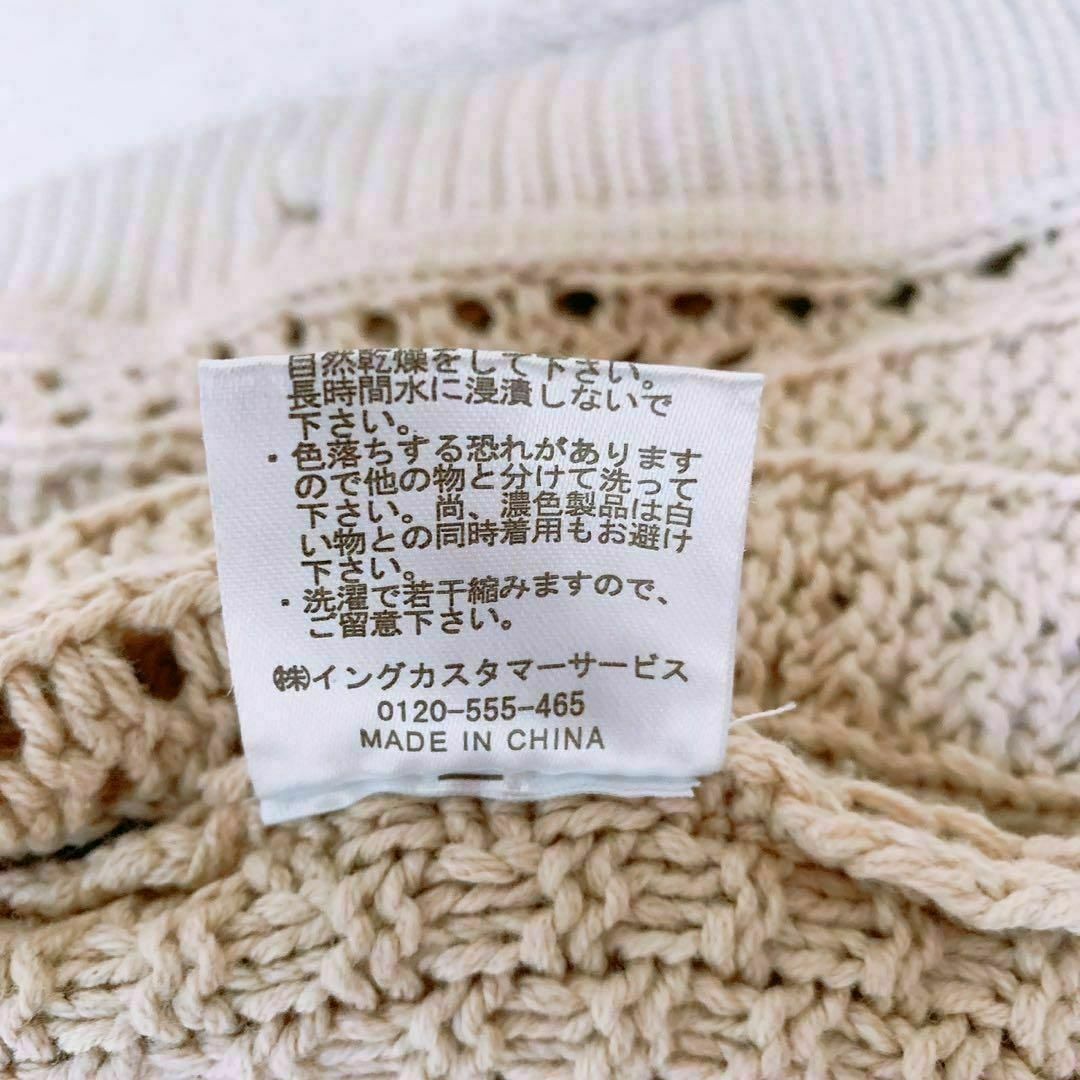 自然乾燥をして下さい。
長時間水に浸漬しないで
下さい。
・色落ちする恐れがあります
ので他の物と分けて洗って
下さい。尚、濃色製品は白
い物との同時着用もお避け
下さい。
・洗濯で若干縮みますので、
ご留意下さい。
㈱イングカスタマーサービス
0120-555-465
MADE IN CHINA